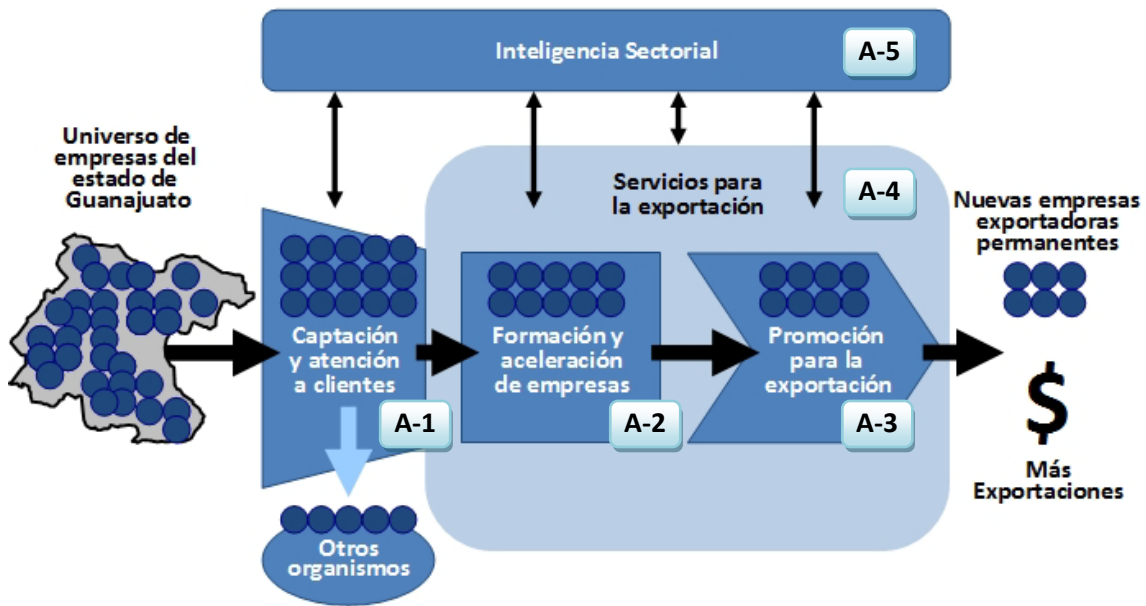 Inteligencia Sectorial
A-5
Universo de
empresas del
estado de
Guanajuato
Servicios para
la exportación
A-4
Nuevas empresas
exportadoras
permanentes
Captación
y atención
a clientes
A-1
Formación y
aceleración
de empresas
A-2
Promoción
para la
exportación
A-3
$
Más
Exportaciones
Otros
organismos